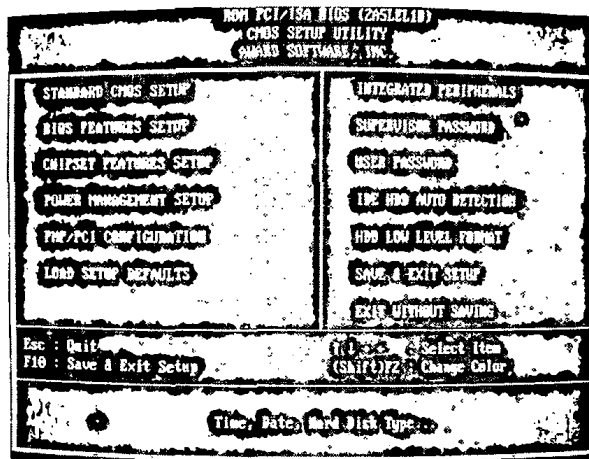 ROM PCI/ISA BIOS (2A5LEL1B)
CMOS SETUP UTILITY
AWARD SOFTWARE, INC.
STANDARD CMOS SETUP
BIOS FEATURES SETUP
CHIPSET FEATURES SETUP
POWER MANAGEMENT SETUP
PNP/PCI CONFIGURATION
LOAD SETUP DEFAULTS
INTEGRATED PERIPHERALS
SUPERVISOR PASSWORD
USER PASSWORD
IDE HDD AUTO DETECTION
HDD LOW LEVEL FORMAT
SAVE & EXIT SETUP
EXIT WITHOUT SAVING
Esc : Quit
F10 : Save & Exit Setup
: Select Item
(Shift)F2 : Change Color
Time, Date, Hard Disk Type...